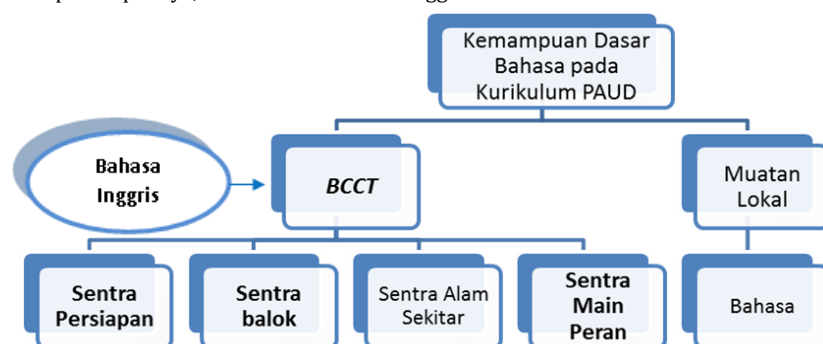 Kemampuan Dasar
Bahasa pada
Kurikulum PAUD
Bahasa
Inggris
BCCT
Muatan
Lokal
Sentra
Persiapan
Sentra
balok
Sentra Alam
Sekitar
Sentra
Main
Peran
Bahasa